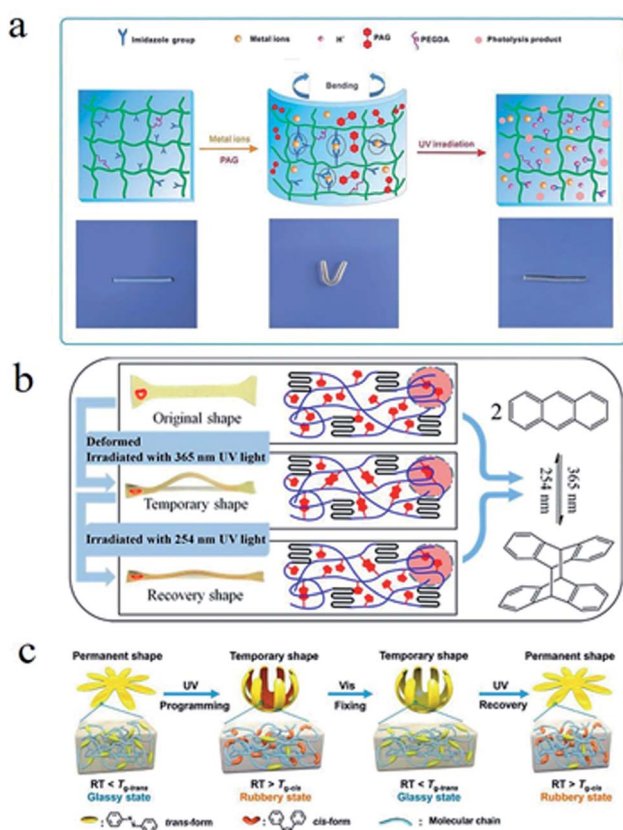 a
Imidazole group
Metal ions
H⁺
PAG
PEGDA
Photolysis product
Bending
Metal ions
PAG
UV irradiation
b
Original shape
Deformed
Irradiated with 365 nm UV light
Temporary shape
Irradiated with 254 nm UV light
Recovery shape
2
365 nm
254 nm
c
Permanent shape
Temporary shape
Temporary shape
Permanent shape
UV
Programming
Vis
Fixing
UV
Recovery
RT < Tg-trans
Glassy state
RT > Tg-cis
Rubbery state
RT < Tg-trans
Glassy state
RT > Tg-cis
Rubbery state
: trans-form
: cis-form
: Molecular chain